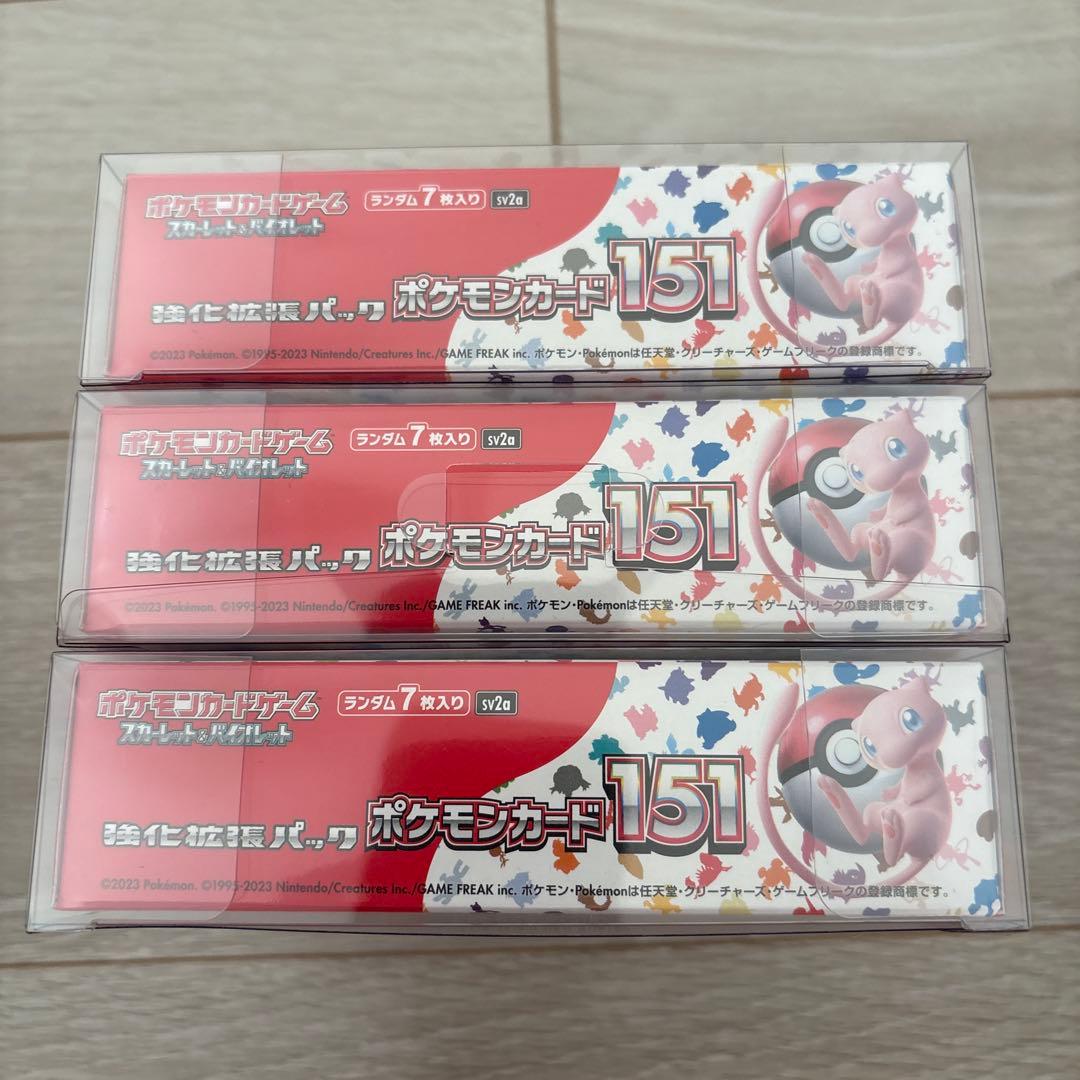 ポケモンカードゲーム
スカーレット&バイオレット
ランダム7枚入り sv2a
強化拡張パック ポケモンカード151
©2023 Pokémon. ©1995-2023 Nintendo/Creatures Inc./GAME FREAK inc. ポケモン・Pokémonは任天堂・クリーチャーズ・ゲームフリークの登録商標です。
ポケモンカードゲーム
スカーレット&バイオレット
ランダム7枚入り sv2a
強化拡張パック ポケモンカード151
©2023 Pokémon. ©1995-2023 Nintendo/Creatures Inc./GAME FREAK inc. ポケモン・Pokémonは任天堂・クリーチャーズ・ゲームフリークの登録商標です。
ポケモンカードゲーム
スカーレット&バイオレット
ランダム7枚入り sv2a
強化拡張パック ポケモンカード151
©2023 Pokémon. ©1995-2023 Nintendo/Creatures Inc./GAME FREAK inc. ポケモン・Pokémonは任天堂・クリーチャーズ・ゲームフリークの登録商標です。